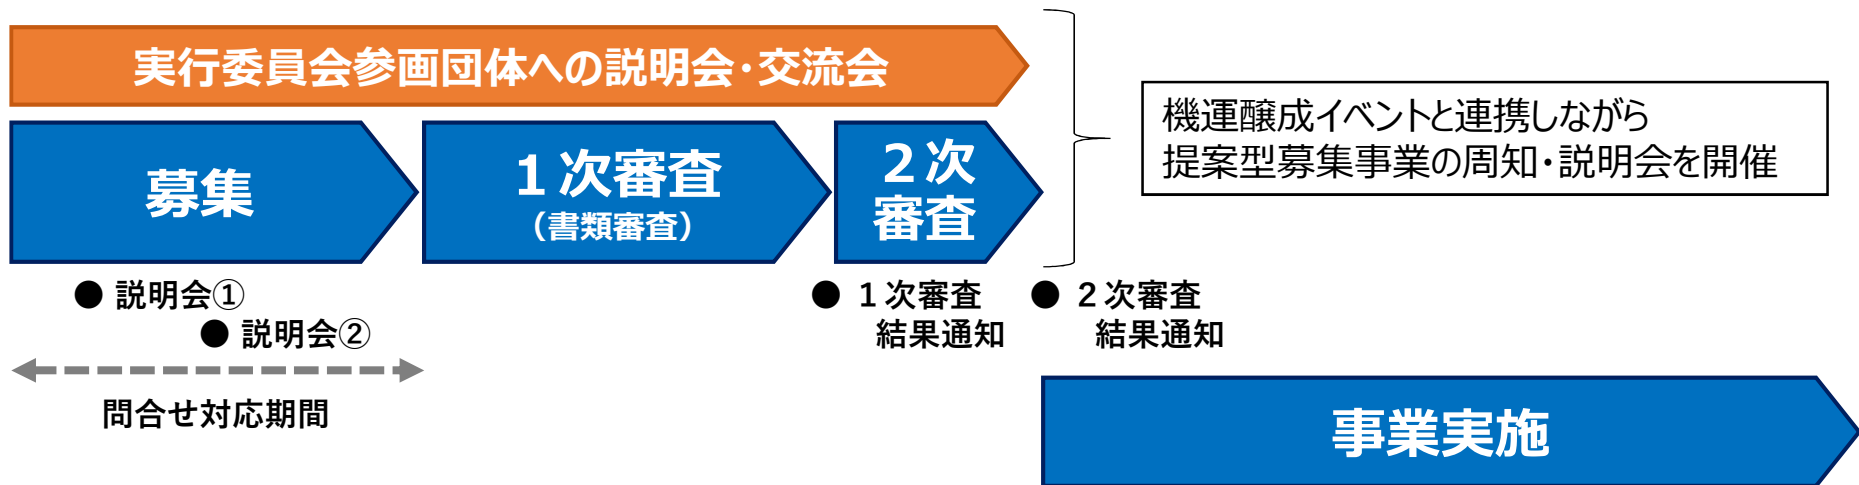 実行委員会参画団体への説明会・交流会
機運醸成イベントと連携しながら
提案型募集事業の周知・説明会を開催
募集
１次審査
（書類審査）
２次
審査
● 説明会①
● 説明会②
● １次審査
結果通知
● ２次審査
結果通知
問合せ対応期間
事業実施